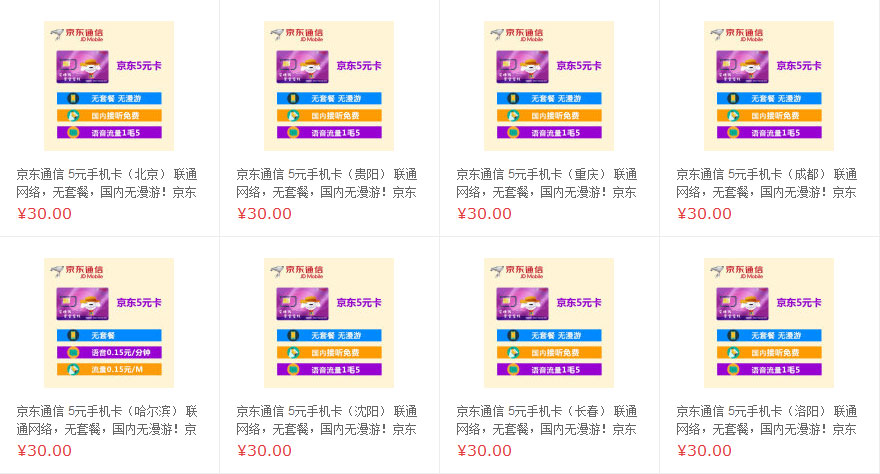 京东通信
JD Mobile
京东5元卡
无套餐 无漫游
国内接听免费
语音流量1毛5
京东通信 5元手机卡（北京） 联通
网络，无套餐，国内无漫游！京东
¥30.00
京东通信
JD Mobile
京东5元卡
无套餐 无漫游
国内接听免费
语音流量1毛5
京东通信 5元手机卡（贵阳） 联通
网络，无套餐，国内无漫游！京东
¥30.00
京东通信
JD Mobile
京东5元卡
无套餐 无漫游
国内接听免费
语音流量1毛5
京东通信 5元手机卡（重庆） 联通
网络，无套餐，国内无漫游！京东
¥30.00
京东通信
JD Mobile
京东5元卡
无套餐 无漫游
国内接听免费
语音流量1毛5
京东通信 5元手机卡（成都） 联通
网络，无套餐，国内无漫游！京东
¥30.00
京东通信
JD Mobile
京东5元卡
无套餐
语音0.15元/分钟
流量0.15元/M
京东通信 5元手机卡（哈尔滨） 联
通网络，无套餐，国内无漫游！京
¥30.00
京东通信
JD Mobile
京东5元卡
无套餐 无漫游
国内接听免费
语音流量1毛5
京东通信 5元手机卡（沈阳） 联通
网络，无套餐，国内无漫游！京东
¥30.00
京东通信
JD Mobile
京东5元卡
无套餐 无漫游
国内接听免费
语音流量1毛5
京东通信 5元手机卡（长春） 联通
网络，无套餐，国内无漫游！京东
¥30.00
京东通信
JD Mobile
京东5元卡
无套餐 无漫游
国内接听免费
语音流量1毛5
京东通信 5元手机卡（洛阳） 联通
网络，无套餐，国内无漫游！京东
¥30.00